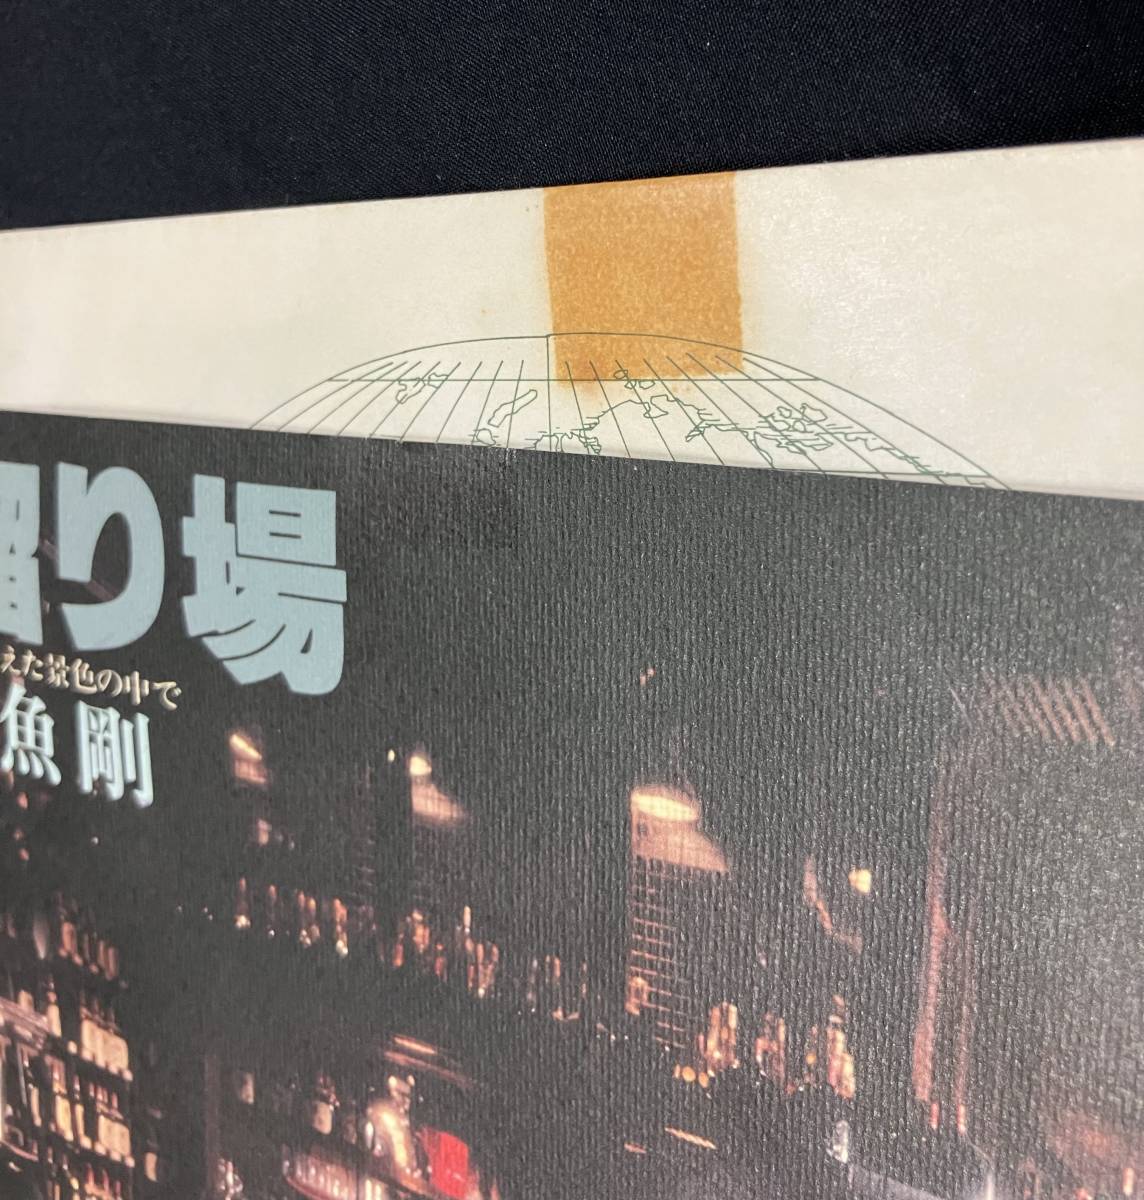 り場
えた景色の中で
魚 剛